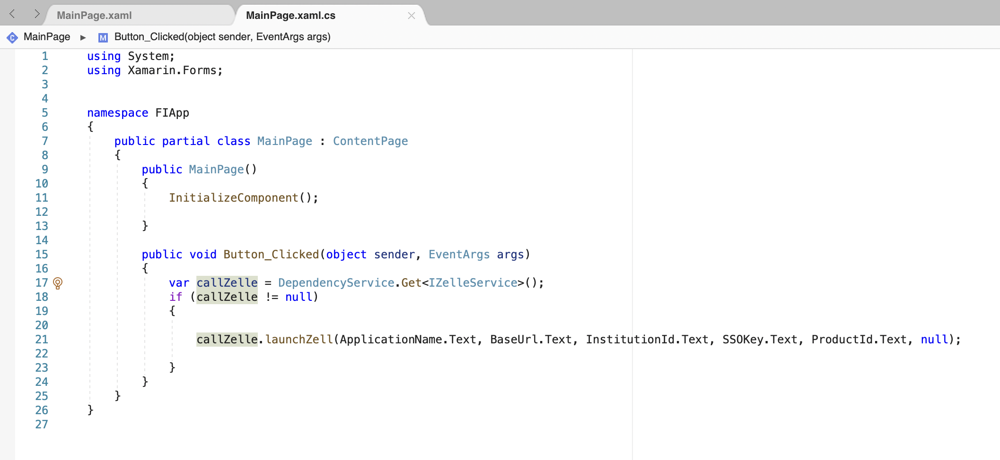 MainPage.xaml MainPage.xaml.cs
MainPage ▶ M Button_Clicked(object sender, EventArgs args)
1 using System;
2 using Xamarin.Forms;
3
4
5 namespace FIApp
6 {
7 public partial class MainPage : ContentPage
8 {
9 public MainPage()
10 {
11 InitializeComponent();
12
13 }
14
15 public void Button_Clicked(object sender, EventArgs args)
16 {
17 var callZelle = DependencyService.Get<IZelleService>();
18 if (callZelle != null)
19 {
20
21 callZelle.launchZell(ApplicationName.Text, BaseUrl.Text, InstitutionId.Text, SSOKey.Text, ProductId.Text, null);
22
23 }
24 }
25 }
26 }
27